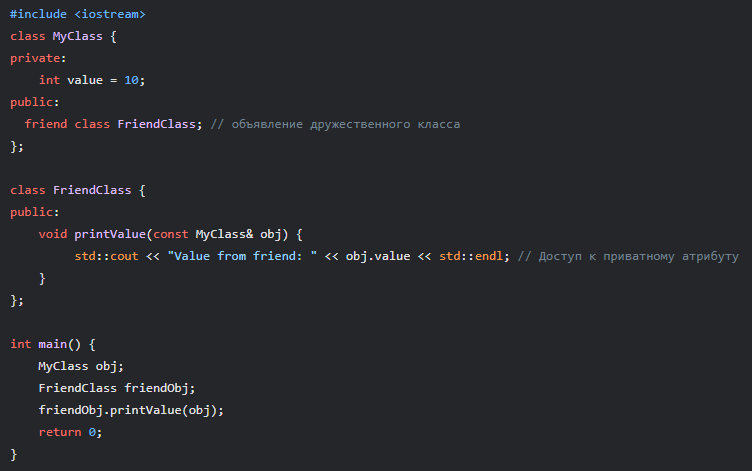 #include <iostream>
class MyClass {
private:
    int value = 10;
public:
  friend class FriendClass; // объявление дружественного класса
};

class FriendClass {
public:
    void printValue(const MyClass& obj) {
         std::cout << "Value from friend: " << obj.value << std::endl; // Доступ к приватному атрибуту
    }
};

int main() {
    MyClass obj;
    FriendClass friendObj;
    friendObj.printValue(obj);
    return 0;
}